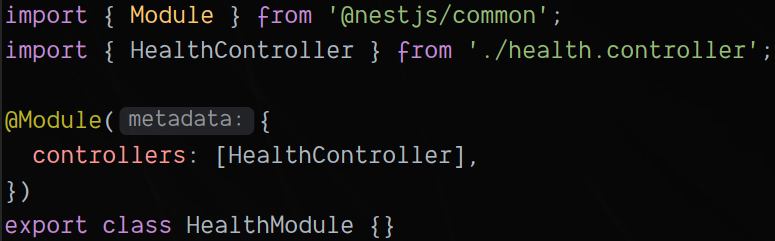 import { Module } from '@nestjs/common';
import { HealthController } from './health.controller';
@Module( metadata: {
  controllers: [HealthController],
})
export class HealthModule {}